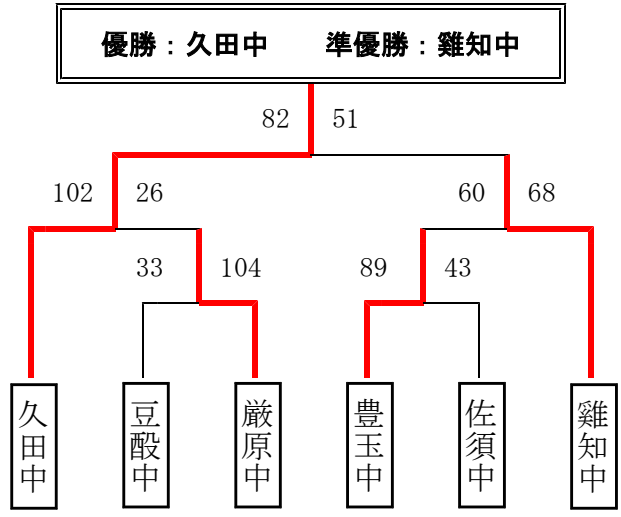 優勝：久田中　　準優勝：雞知中
82 51
102 26 60 68
33 104 89 43
久田中
豆酘中
厳原中
豊玉中
佐須中
雞知中